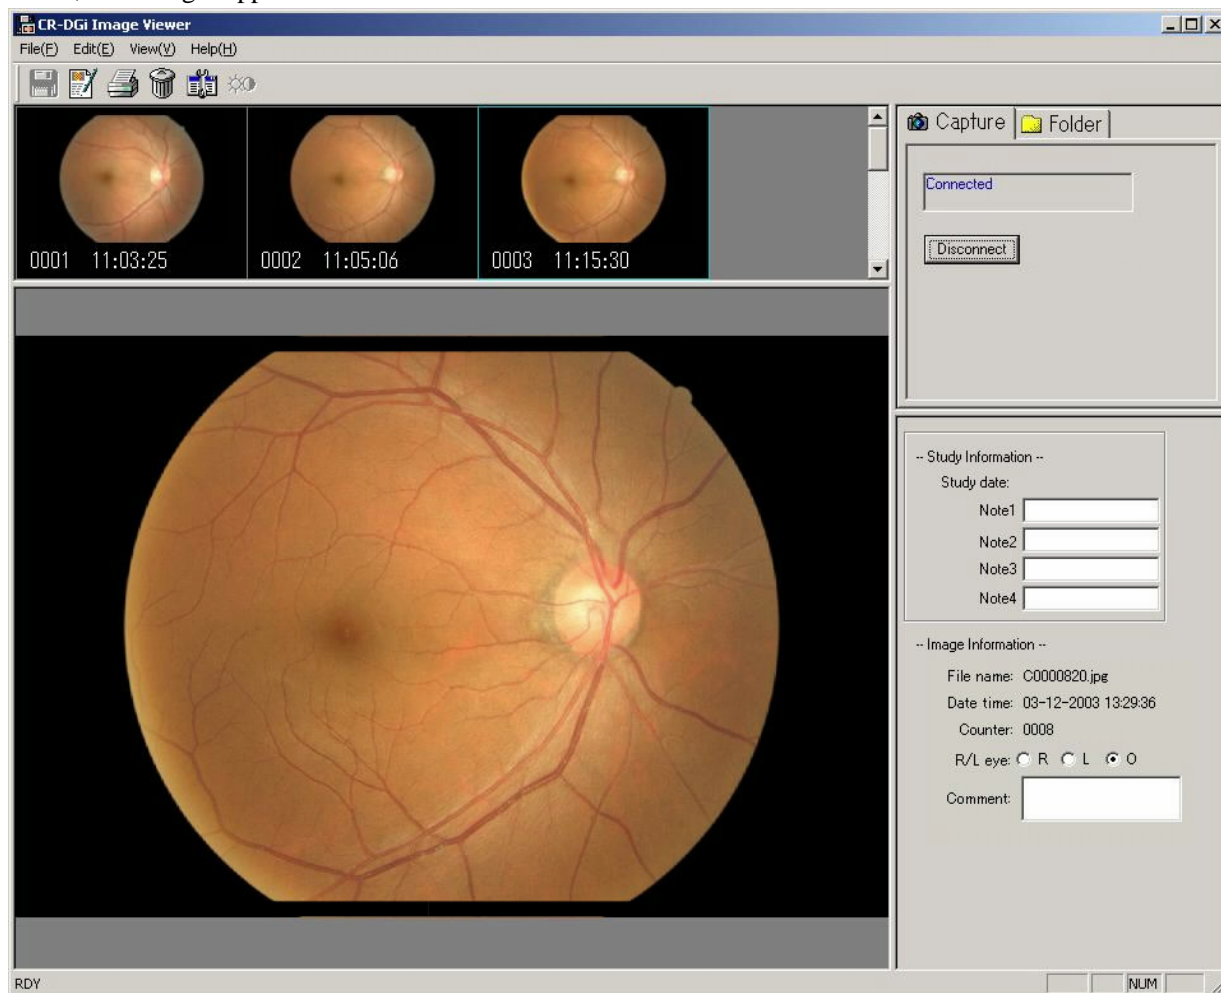 CR-DGi Image Viewer
File(F) Edit(E) View(V) Help(H)
0001 11:03:25
0002 11:05:06
0003 11:15:30
Capture
Folder
Connected
Disconnect
-- Study Information --
Study date:
Note1
Note2
Note3
Note4
-- Image Information --
File name: C0000820.jpg
Date time: 03-12-2003 13:29:36
Counter: 0008
R/L eye: R L O
Comment:
RDY
NUM